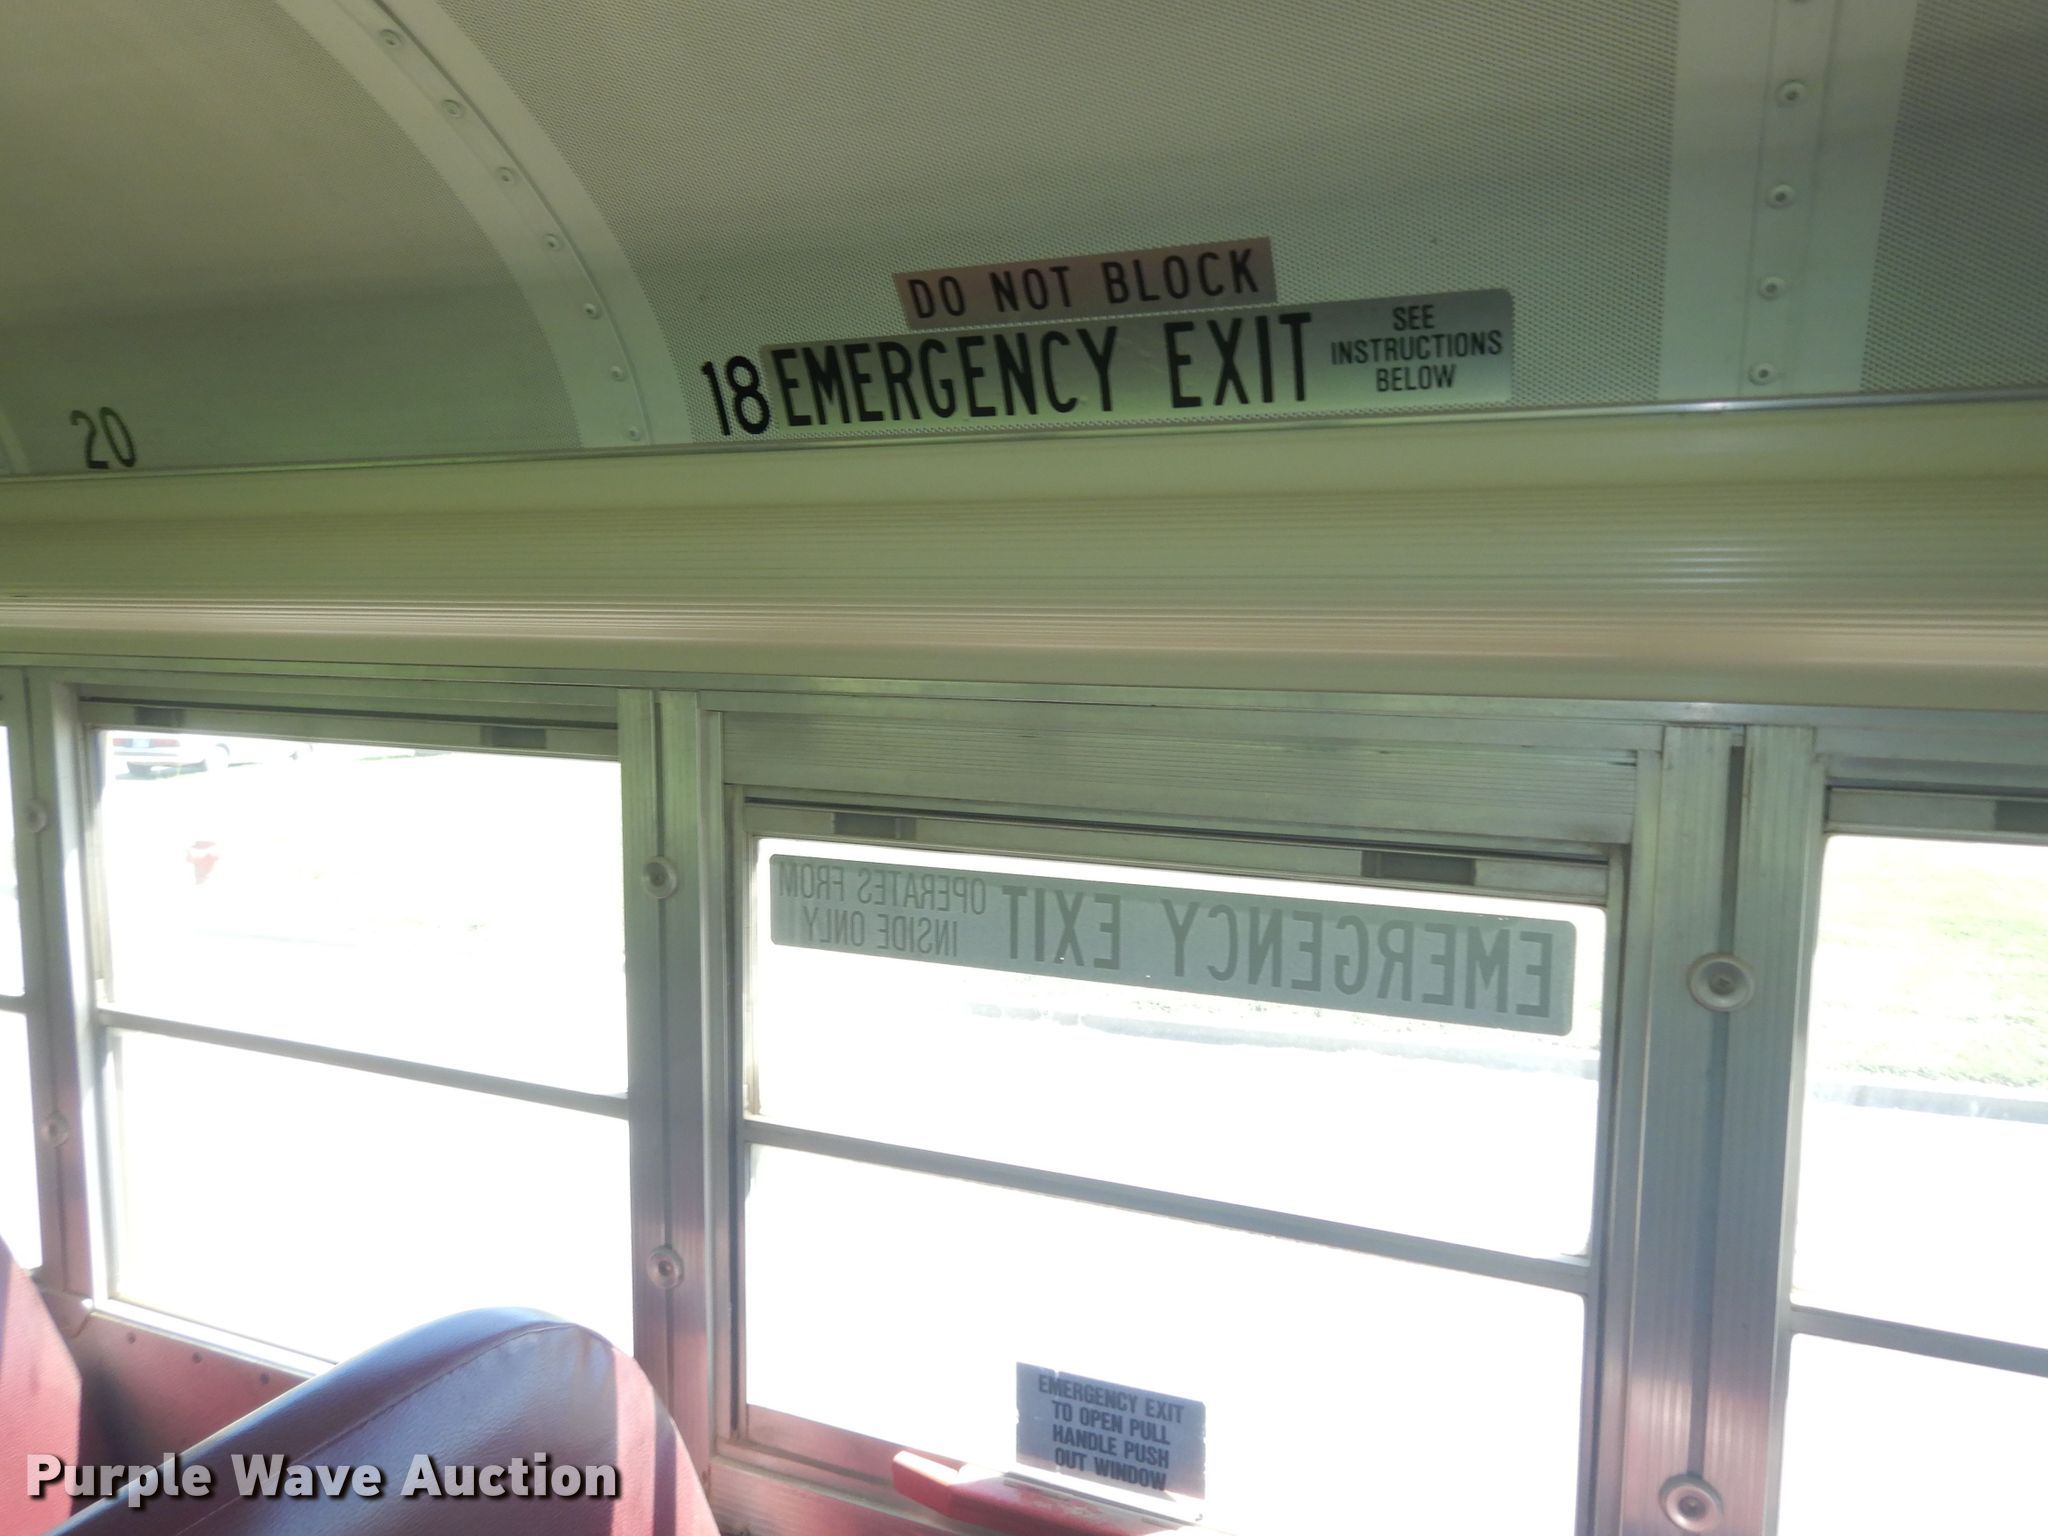 DO NOT BLOCK
18 EMERGENCY EXIT SEE INSTRUCTIONS BELOW
20
EMERGENCY EXIT OPERATES FROM INSIDE ONLY
EMERGENCY EXIT
TO OPEN PULL
HANDLE PUSH
OUT WINDOW
Purple Wave Auction